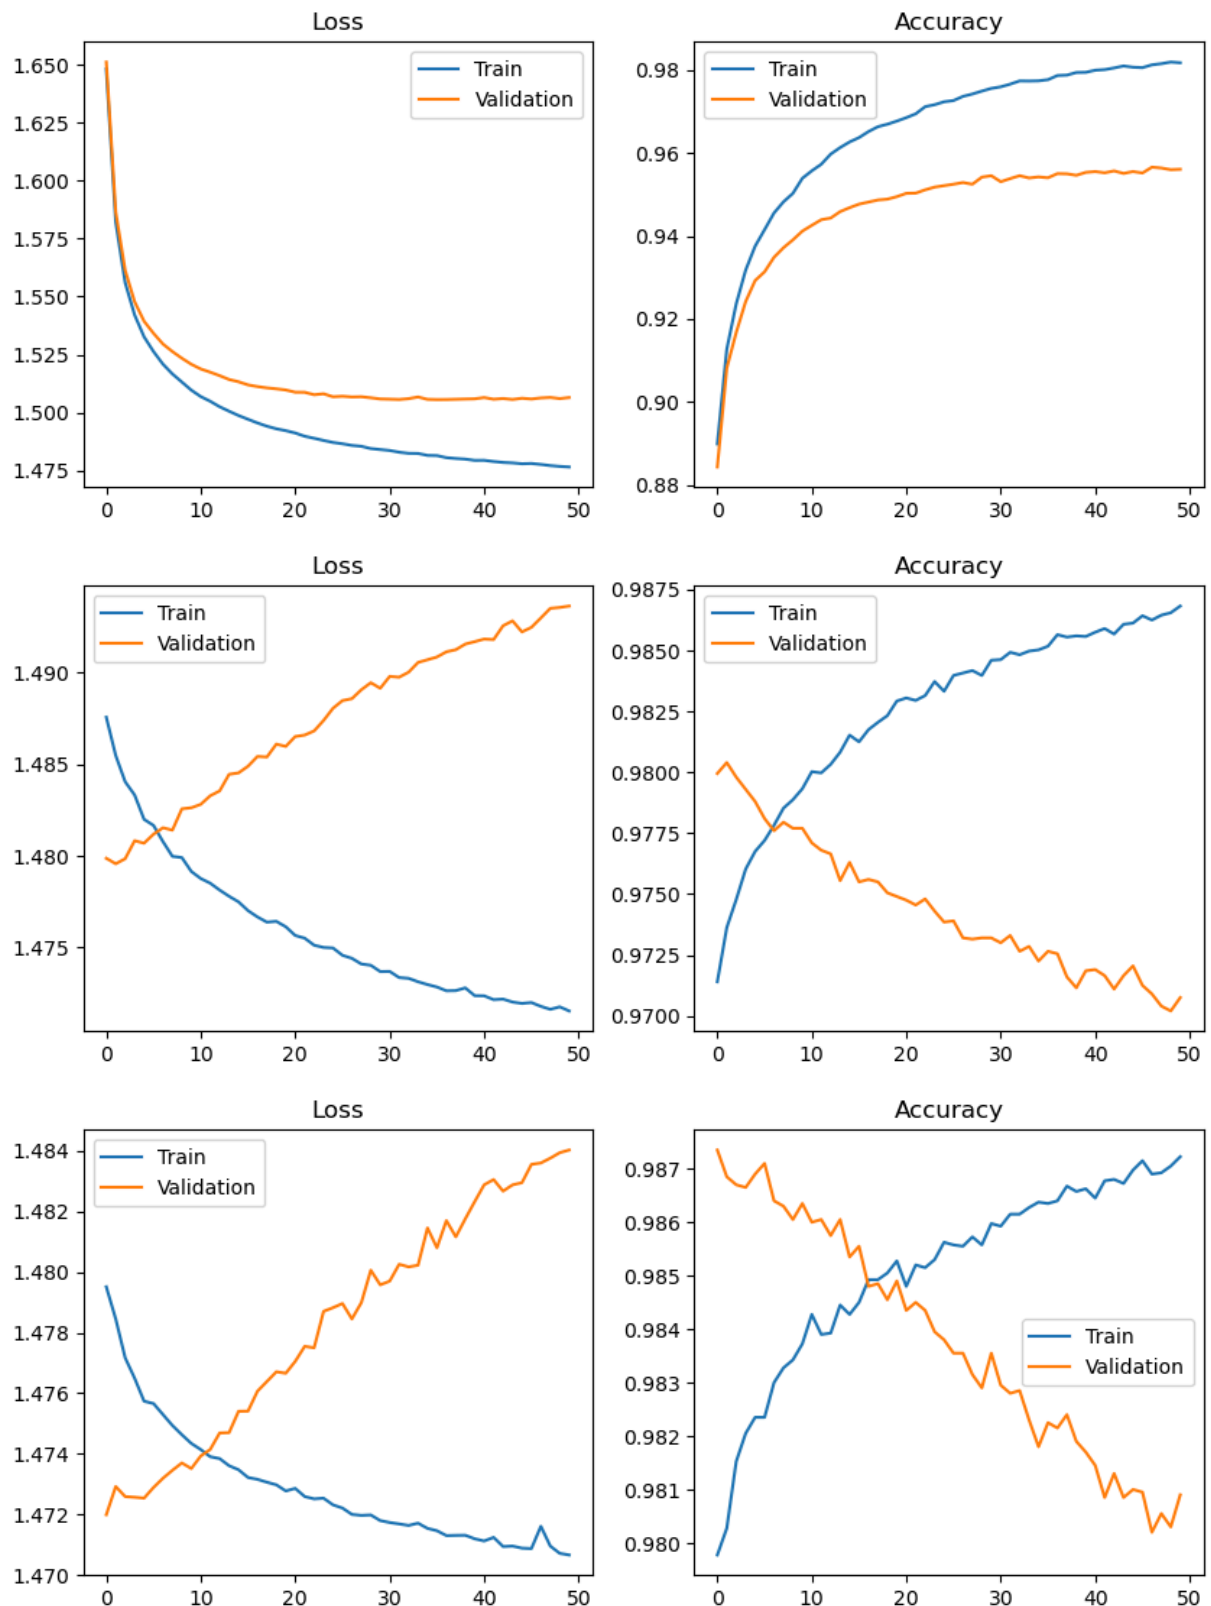 Loss
Accuracy
1.650
1.625
1.600
1.575
1.550
1.525
1.500
1.475
Train
Validation
0 10 20 30 40 50
0.98
0.96
0.94
0.92
0.90
0.88
Train
Validation
0 10 20 30 40 50
Loss
Accuracy
1.490
1.485
1.480
1.475
Train
Validation
0 10 20 30 40 50
0.9875
0.9850
0.9825
0.9800
0.9775
0.9750
0.9725
0.9700
Train
Validation
0 10 20 30 40 50
Loss
Accuracy
1.484
1.482
1.480
1.478
1.476
1.474
1.472
1.470
Train
Validation
0 10 20 30 40 50
0.987
0.986
0.985
0.984
0.983
0.982
0.981
0.980
Train
Validation
0 10 20 30 40 50